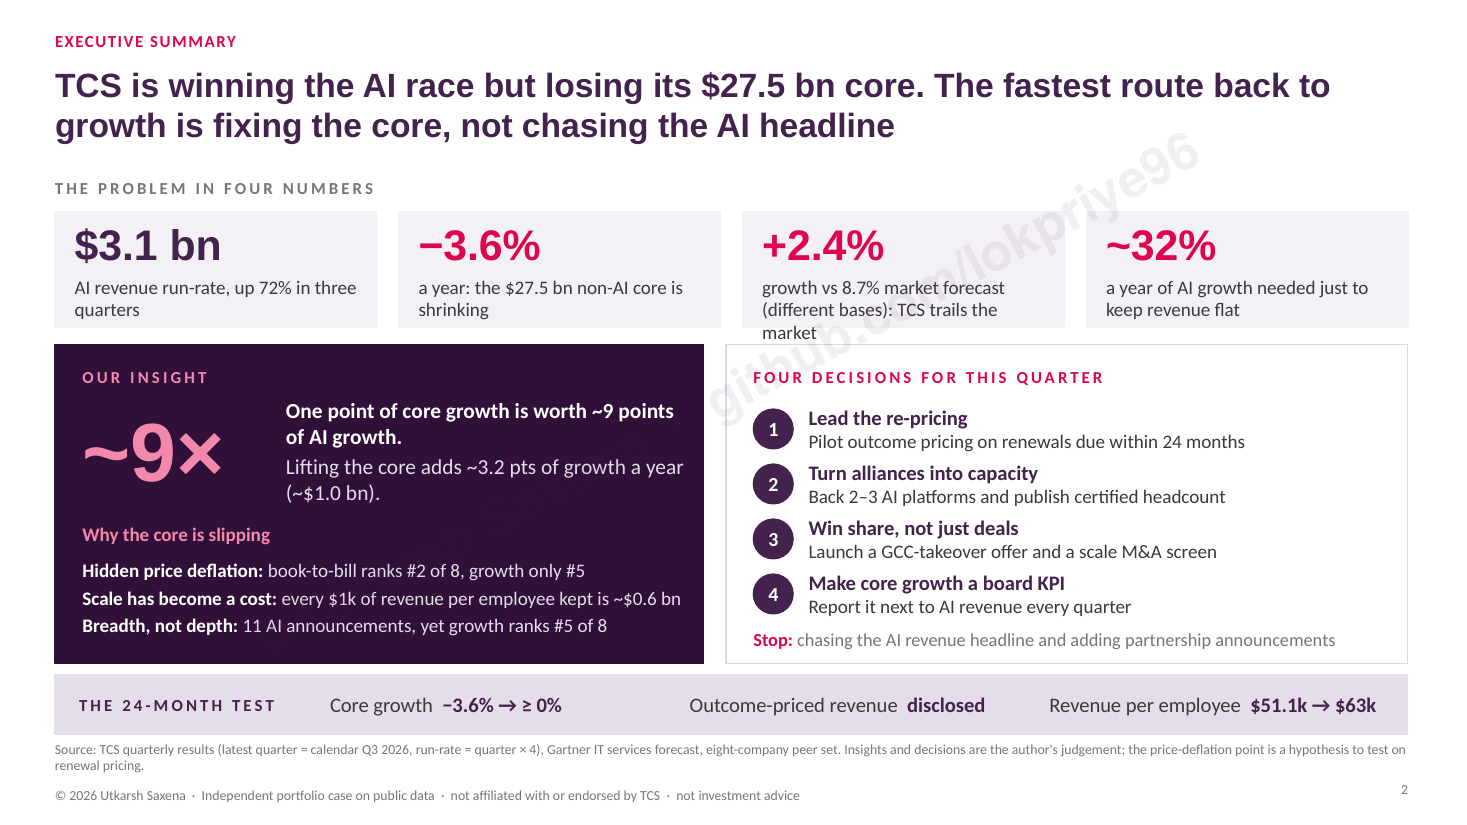 EXECUTIVE SUMMARY
TCS is winning the AI race but losing its $27.5 bn core. The fastest route back to
growth is fixing the core, not chasing the AI headline
THE PROBLEM IN FOUR NUMBERS
$3.1 bn
AI revenue run-rate, up 72% in three
quarters
−3.6%
a year: the $27.5 bn non-AI core is
shrinking
+2.4%
growth vs 8.7% market forecast
(different bases): TCS trails the
market
~32%
a year of AI growth needed just to
keep revenue flat
github.com/lokpriye96
OUR INSIGHT
~9×
One point of core growth is worth ~9 points
of AI growth.
Lifting the core adds ~3.2 pts of growth a year
(~$1.0 bn).
Why the core is slipping
Hidden price deflation: book-to-bill ranks #2 of 8, growth only #5
Scale has become a cost: every $1k of revenue per employee kept is ~$0.6 bn
Breadth, not depth: 11 AI announcements, yet growth ranks #5 of 8
FOUR DECISIONS FOR THIS QUARTER
1 Lead the re-pricing
Pilot outcome pricing on renewals due within 24 months
2 Turn alliances into capacity
Back 2–3 AI platforms and publish certified headcount
3 Win share, not just deals
Launch a GCC-takeover offer and a scale M&A screen
4 Make core growth a board KPI
Report it next to AI revenue every quarter
Stop: chasing the AI revenue headline and adding partnership announcements
THE 24-MONTH TEST Core growth −3.6% → ≥ 0% Outcome-priced revenue disclosed Revenue per employee $51.1k → $63k
Source: TCS quarterly results (latest quarter = calendar Q3 2026, run-rate = quarter × 4), Gartner IT services forecast, eight-company peer set. Insights and decisions are the author's judgement; the price-deflation point is a hypothesis to test on
renewal pricing.
© 2026 Utkarsh Saxena · Independent portfolio case on public data · not affiliated with or endorsed by TCS · not investment advice
2